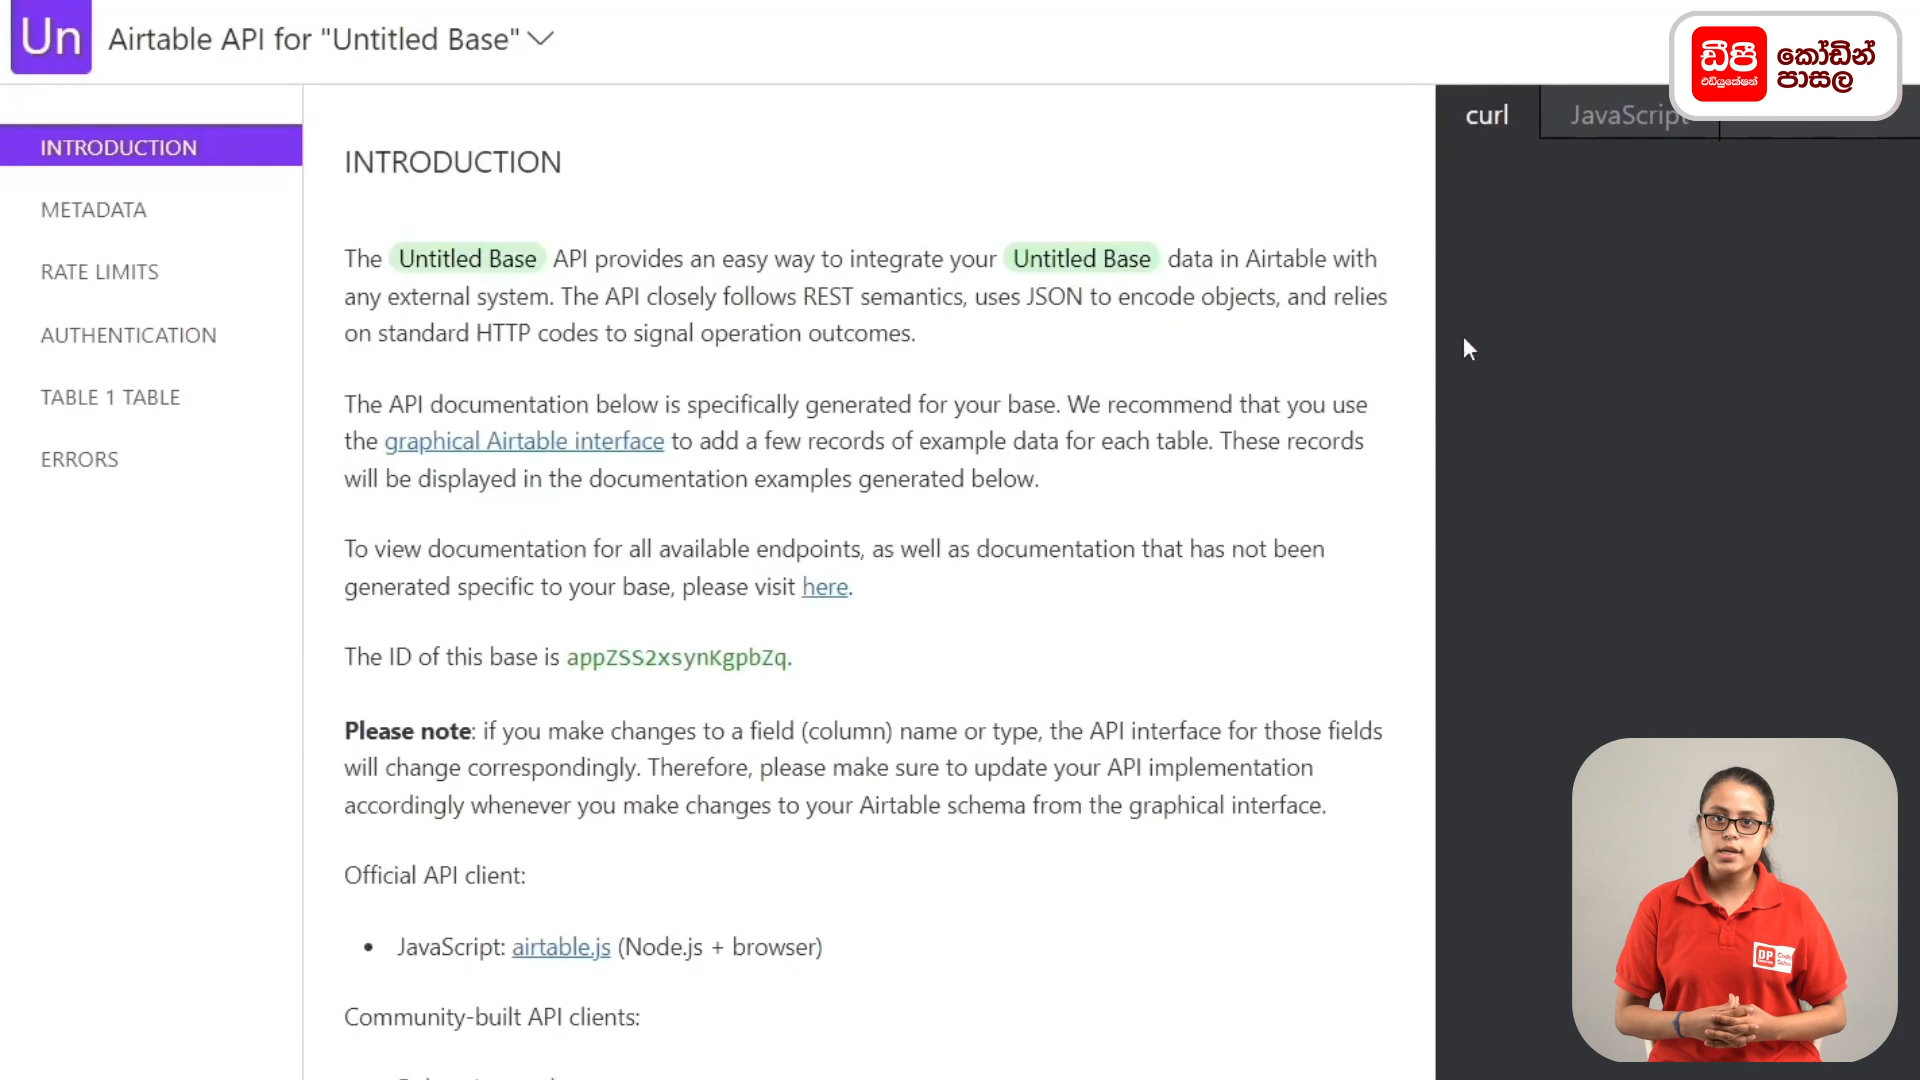 Un
Airtable API for "Untitled Base"
ඩීපී
එඩියුකේෂන්
කෝඩින්
පාසල
INTRODUCTION
METADATA
RATE LIMITS
AUTHENTICATION
TABLE 1 TABLE
ERRORS
INTRODUCTION
The Untitled Base API provides an easy way to integrate your Untitled Base data in Airtable with
any external system. The API closely follows REST semantics, uses JSON to encode objects, and relies
on standard HTTP codes to signal operation outcomes.
The API documentation below is specifically generated for your base. We recommend that you use
the graphical Airtable interface to add a few records of example data for each table. These records
will be displayed in the documentation examples generated below.
To view documentation for all available endpoints, as well as documentation that has not been
generated specific to your base, please visit here.
The ID of this base is appZSS2xsynKgpbZq.
Please note: if you make changes to a field (column) name or type, the API interface for those fields
will change correspondingly. Therefore, please make sure to update your API implementation
accordingly whenever you make changes to your Airtable schema from the graphical interface.
Official API client:
• JavaScript: airtable.js (Node.js + browser)
Community-built API clients:
curl
JavaScript
DP